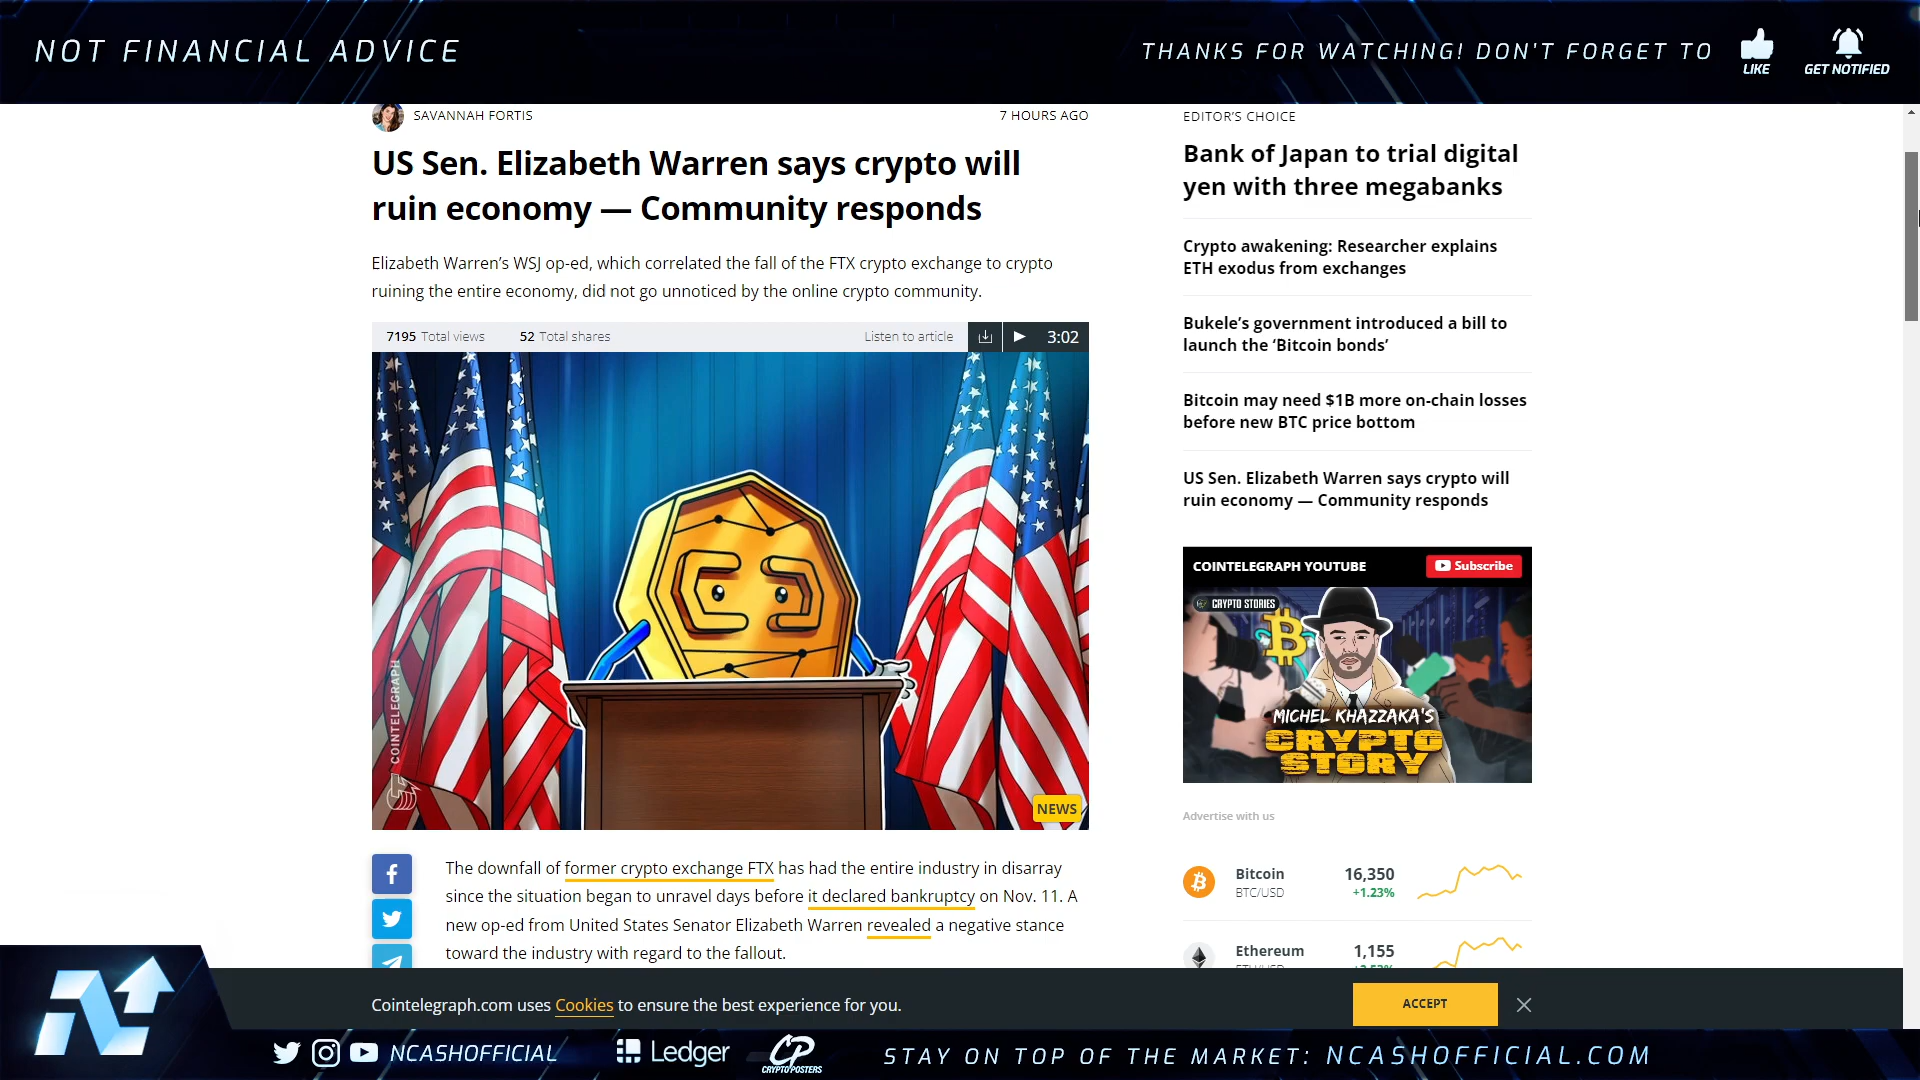 NOT FINANCIAL ADVICE
THANKS FOR WATCHING! DON'T FORGET TO
LIKE
GET NOTIFIED
SAVANNAH FORTIS
7 HOURS AGO
US Sen. Elizabeth Warren says crypto will
ruin economy — Community responds
Elizabeth Warren’s WSJ op-ed, which correlated the fall of the FTX crypto exchange to crypto
ruining the entire economy, did not go unnoticed by the online crypto community.
7195 Total views
52 Total shares
Listen to article
3:02
COINTELEGRAPH
NEWS
The downfall of former crypto exchange FTX has had the entire industry in disarray
since the situation began to unravel days before it declared bankruptcy on Nov. 11. A
new op-ed from United States Senator Elizabeth Warren revealed a negative stance
toward the industry with regard to the fallout.
EDITOR’S CHOICE
Bank of Japan to trial digital
yen with three megabanks
Crypto awakening: Researcher explains
ETH exodus from exchanges
Bukele’s government introduced a bill to
launch the ‘Bitcoin bonds’
Bitcoin may need $1B more on-chain losses
before new BTC price bottom
US Sen. Elizabeth Warren says crypto will
ruin economy — Community responds
COINTELEGRAPH YOUTUBE
Subscribe
CRYPTO STORIES
MICHEL KHAZZAKA'S
CRYPTO
STORY
Advertise with us
Bitcoin 16,350
BTC/USD +1.23%
Ethereum 1,155
Cointelegraph.com uses Cookies to ensure the best experience for you.
ACCEPT
NCASHOFFICIAL
Ledger
CP
CRYPTOPOSTERS
STAY ON TOP OF THE MARKET: NCASHOFFICIAL.COM